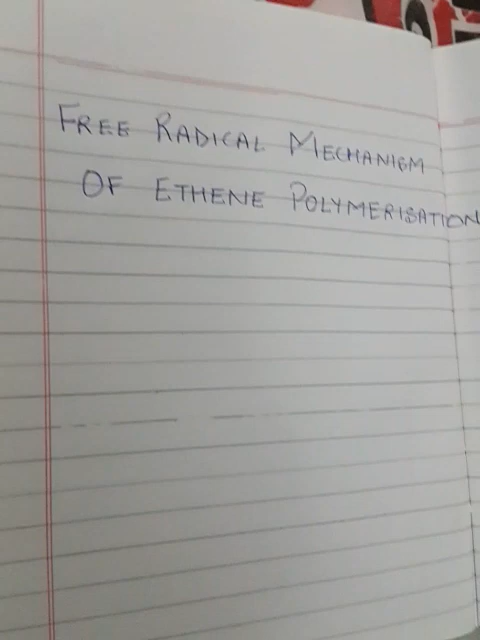 FREE RADICAL MECHANISM
OF ETHENE POLYMERISATION